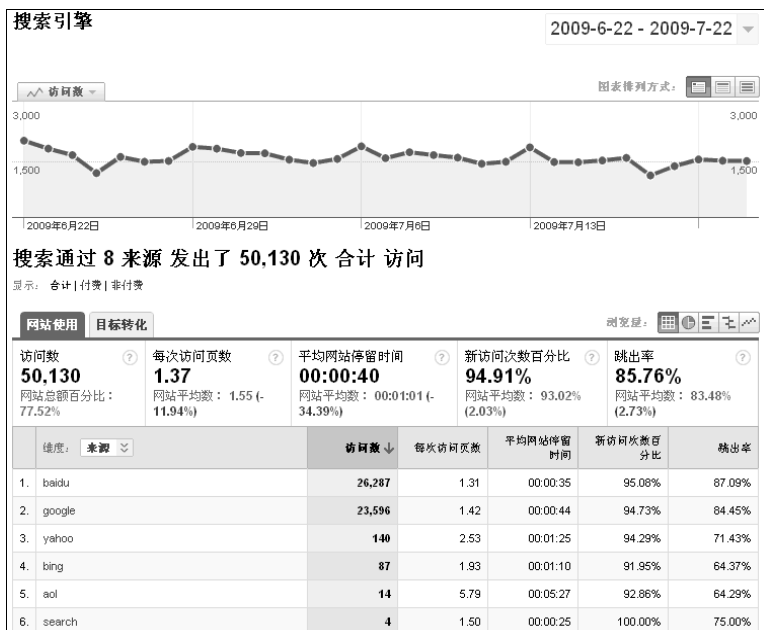 搜索引擎
2009-6-22 - 2009-7-22
访问数
图表排列方式：
3,000
3,000
1,500
1,500
2009年6月22日
2009年6月29日
2009年7月6日
2009年7月13日
搜索通过 8 来源 发出了 50,130 次 合计 访问
显示： 合计 | 付费 | 非付费
网站使用
目标转化
浏览量：
访问数 ?
50,130
网站总额百分比：
77.52%
每次访问页数 ?
1.37
网站平均数： 1.55 (-
11.94%)
平均网站停留时间 ?
00:00:40
网站平均数： 00:01:01 (-
34.39%)
新访问次数百分比 ?
94.91%
网站平均数： 93.02%
(2.03%)
跳出率 ?
85.76%
网站平均数： 83.48%
(2.73%)
维度： 来源 访问数↓ 每次访问页数 平均网站停留时间 新访问次数百分比 跳出率
1. baidu 26,287 1.31 00:00:35 95.08% 87.09%
2. google 23,596 1.42 00:00:44 94.73% 84.45%
3. yahoo 140 2.53 00:01:25 94.29% 71.43%
4. bing 87 1.93 00:01:10 91.95% 64.37%
5. aol 14 5.79 00:05:27 92.86% 64.29%
6. search 4 1.50 00:00:25 100.00% 75.00%